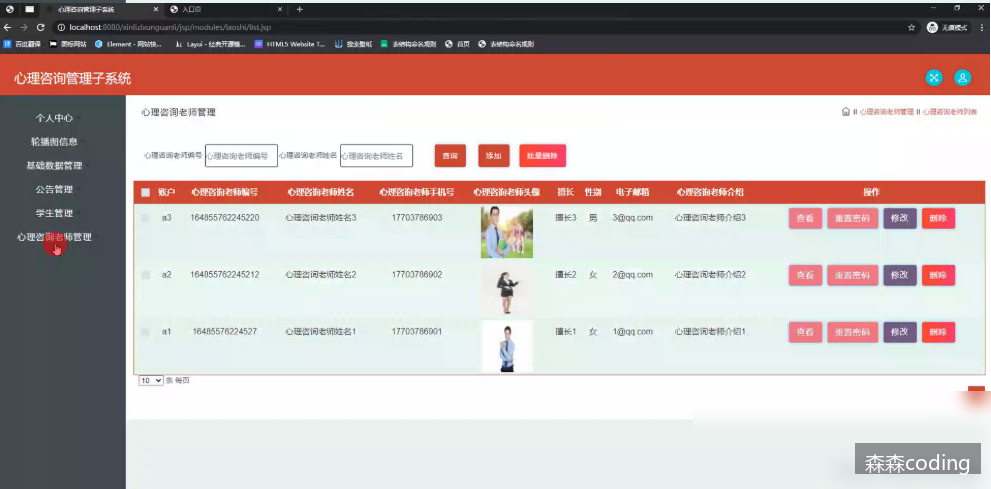 心理咨询管理子系统
入口页
localhost:8080/xinlizixunguanli/jsp/modules/laoshi/list.jsp
无痕模式
百度翻译 图标网站 Element - 网站快... Layui - 经典开源模... HTML5 Website T... 搜索壁纸 表结构命名规则 首页 表结构命名规则
心理咨询管理子系统
个人中心
轮播图信息
基础数据管理
公告管理
学生管理
心理咨询老师管理
心理咨询老师管理
心理咨询老师管理 心理咨询老师列表
心理咨询老师编号 心理咨询老师编号 心理咨询老师姓名 心理咨询老师姓名 查询 添加 批量删除
账户 心理咨询老师编号 心理咨询老师姓名 心理咨询老师手机号 心理咨询老师头像 擅长 性别 电子邮箱 心理咨询老师介绍 操作
a3 164855762245220 心理咨询老师姓名3 17703786903 擅长3 男 3@qq.com 心理咨询老师介绍3 查看 重置密码 修改 删除
a2 164855762245212 心理咨询老师姓名2 17703786902 擅长2 女 2@qq.com 心理咨询老师介绍2 查看 重置密码 修改 删除
a1 16485576224527 心理咨询老师姓名1 17703786901 擅长1 女 1@qq.com 心理咨询老师介绍1 查看 重置密码 修改 删除
10 条 每页
森森coding